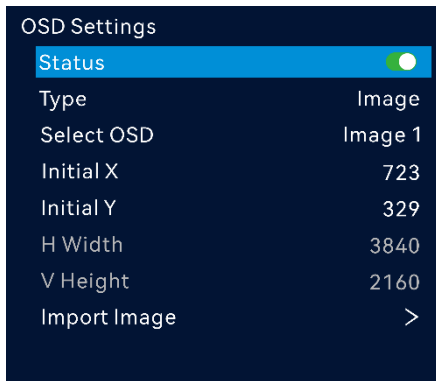 OSD Settings
Status
Type Image
Select OSD Image 1
Initial X 723
Initial Y 329
H Width 3840
V Height 2160
Import Image >